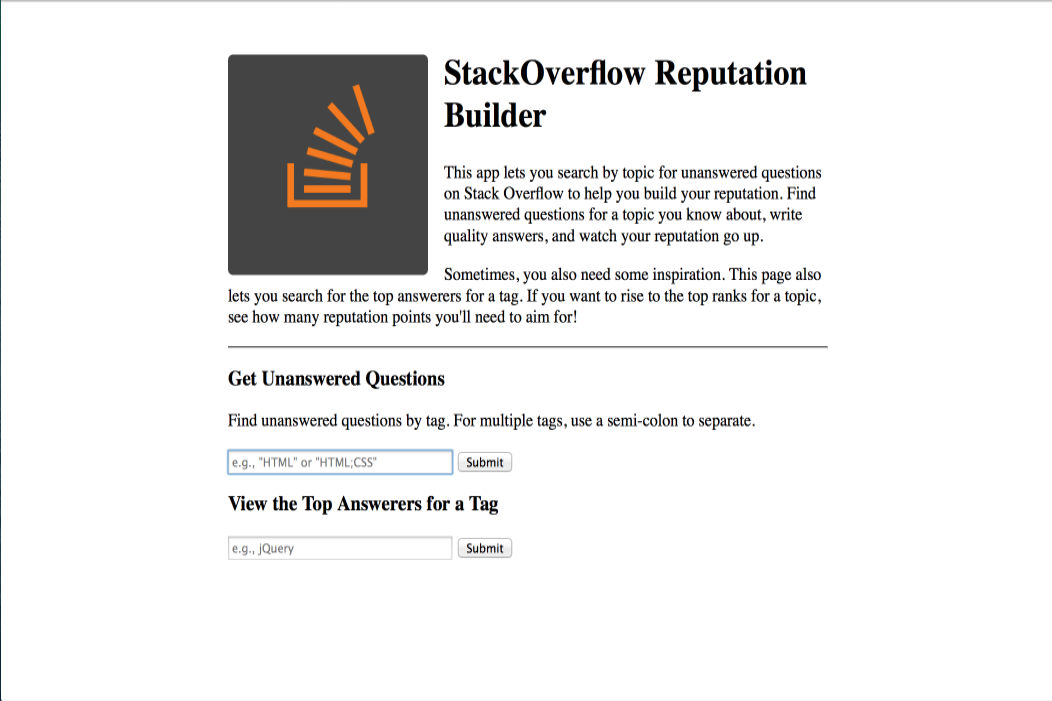 StackOverflow Reputation
Builder
This app lets you search by topic for unanswered questions
on Stack Overflow to help you build your reputation. Find
unanswered questions for a topic you know about, write
quality answers, and watch your reputation go up.
Sometimes, you also need some inspiration. This page also
lets you search for the top answerers for a tag. If you want to rise to the top ranks for a topic,
see how many reputation points you'll need to aim for!
Get Unanswered Questions
Find unanswered questions by tag. For multiple tags, use a semi-colon to separate.
e.g., "HTML" or "HTML;CSS" Submit
View the Top Answerers for a Tag
e.g., jQuery Submit